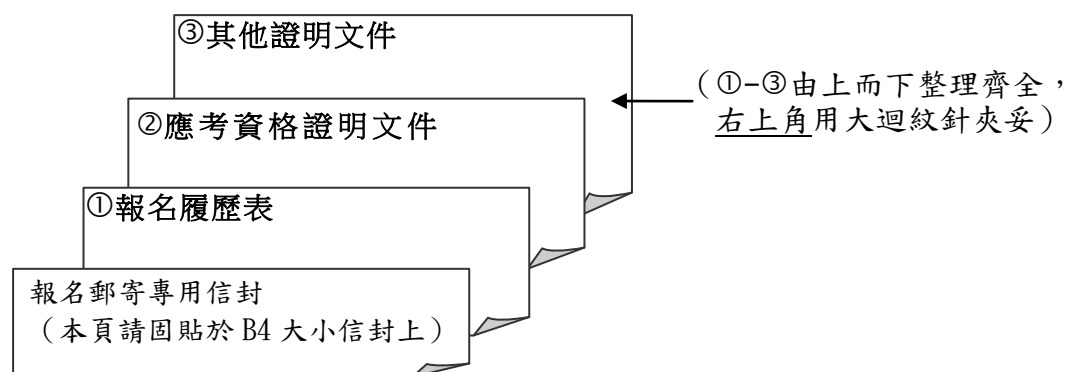 ③其他證明文件
（①-③由上而下整理齊全，
右上角用大迴紋針夾妥）
②應考資格證明文件
①報名履歷表
報名郵寄專用信封
（本頁請固貼於 B4 大小信封上）